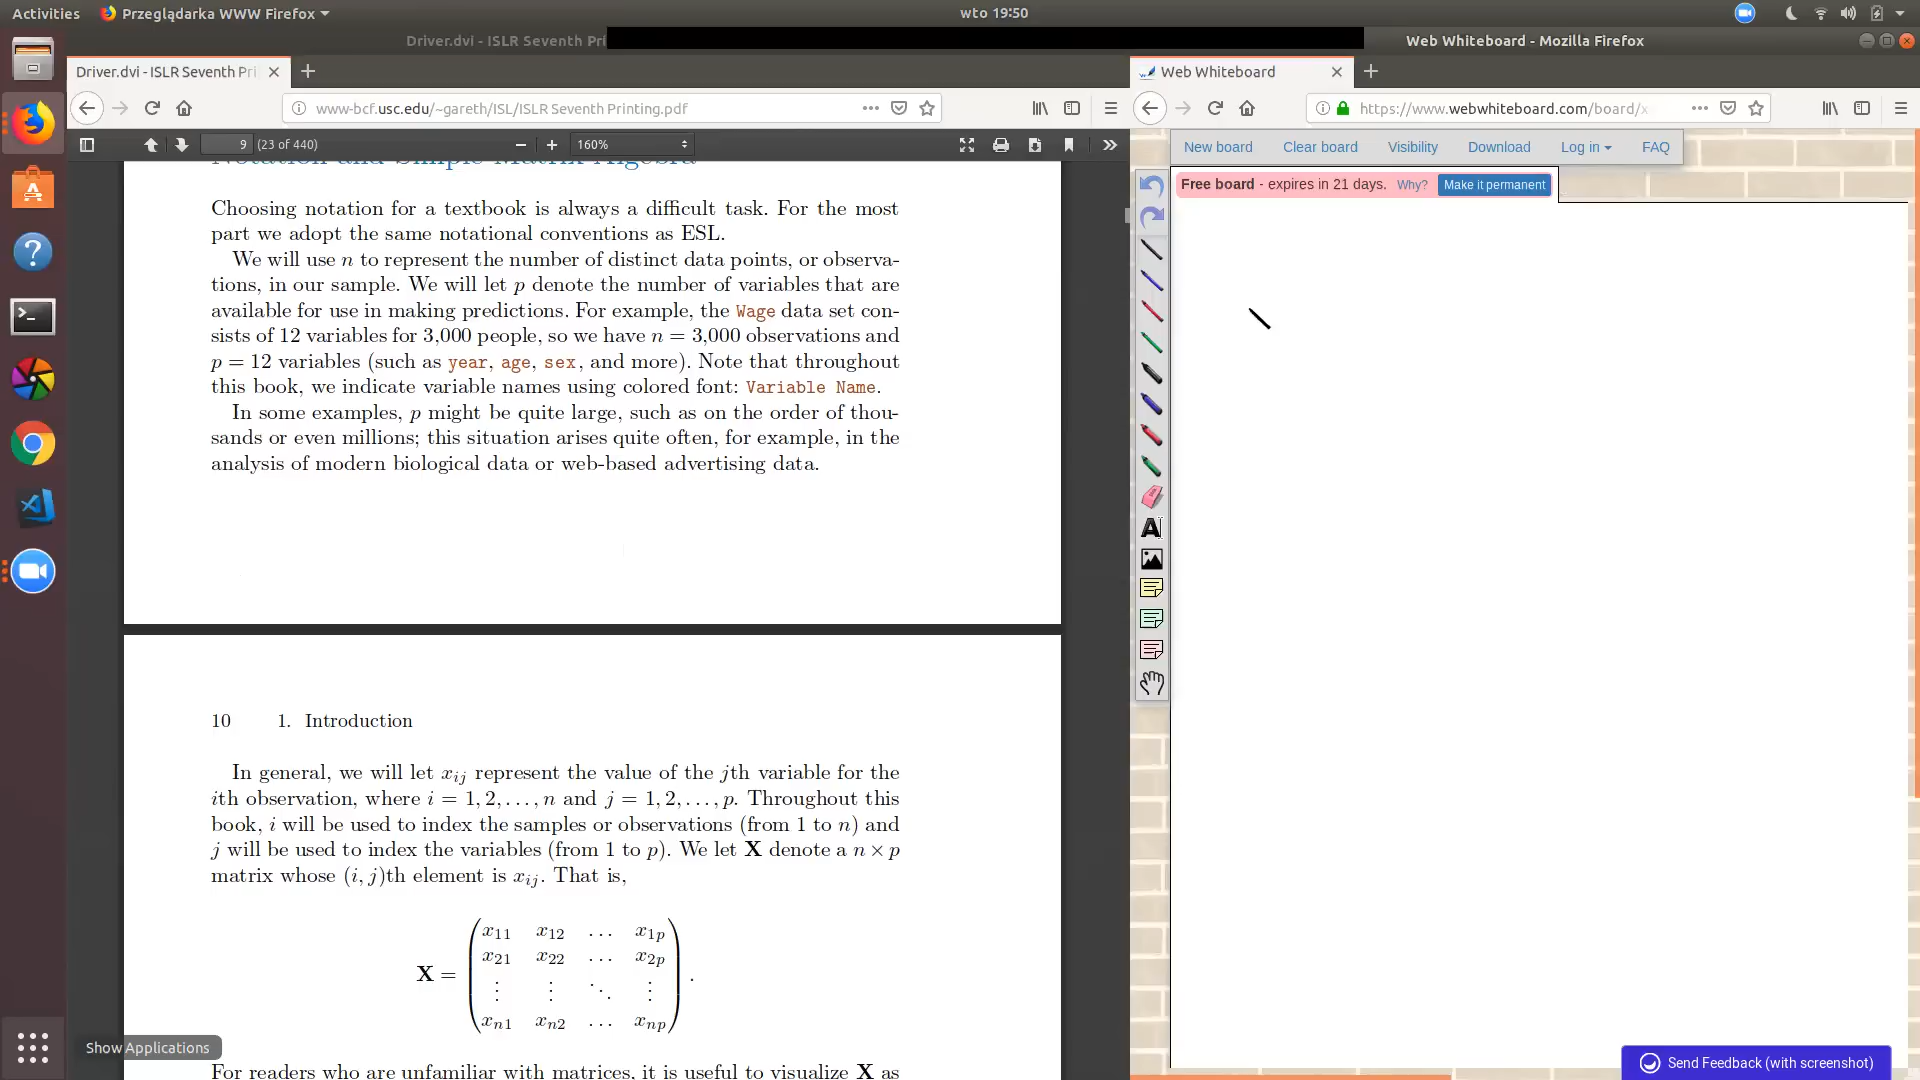 Activities
Przeglądarka WWW Firefox
wto 19:50
Driver.dvi - ISLR Seventh Pri
Web Whiteboard - Mozilla Firefox
Driver.dvi - ISLR Seventh Pri
Web Whiteboard
www-bcf.usc.edu/~gareth/ISL/ISLR Seventh Printing.pdf
https://www.webwhiteboard.com/board/x
9 (23 of 440)
160%
Notation and Simple Matrix Algebra
Choosing notation for a textbook is always a difficult task. For the most
part we adopt the same notational conventions as ESL.
We will use n to represent the number of distinct data points, or observa-
tions, in our sample. We will let p denote the number of variables that are
available for use in making predictions. For example, the Wage data set con-
sists of 12 variables for 3,000 people, so we have n = 3,000 observations and
p = 12 variables (such as year, age, sex, and more). Note that throughout
this book, we indicate variable names using colored font: Variable Name.
In some examples, p might be quite large, such as on the order of thou-
sands or even millions; this situation arises quite often, for example, in the
analysis of modern biological data or web-based advertising data.
10 1. Introduction
In general, we will let xij represent the value of the jth variable for the
ith observation, where i = 1, 2, . . . , n and j = 1, 2, . . . , p. Throughout this
book, i will be used to index the samples or observations (from 1 to n) and
j will be used to index the variables (from 1 to p). We let X denote a n × p
matrix whose (i, j)th element is xij. That is,
x11 x12 . . . x1p
x21 x22 . . . x2p
X = ⋮ ⋮ ⋱ ⋮ .
xn1 xn2 . . . xnp
For readers who are unfamiliar with matrices, it is useful to visualize X as
Show Applications
New board Clear board Visibility Download Log in FAQ
Free board - expires in 21 days. Why? Make it permanent
A
Send Feedback (with screenshot)